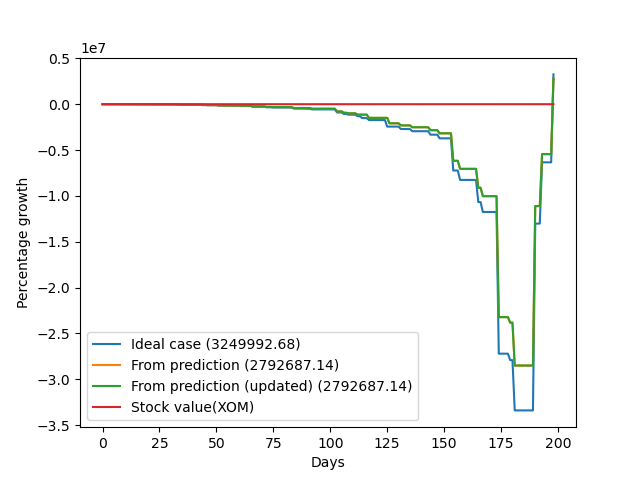 1e7
0.5
0.0
−0.5
−1.0
−1.5
−2.0
−2.5
−3.0
−3.5
Percentage growth
Ideal case (3249992.68)
From prediction (2792687.14)
From prediction (updated) (2792687.14)
Stock value(XOM)
0 25 50 75 100 125 150 175 200
Days